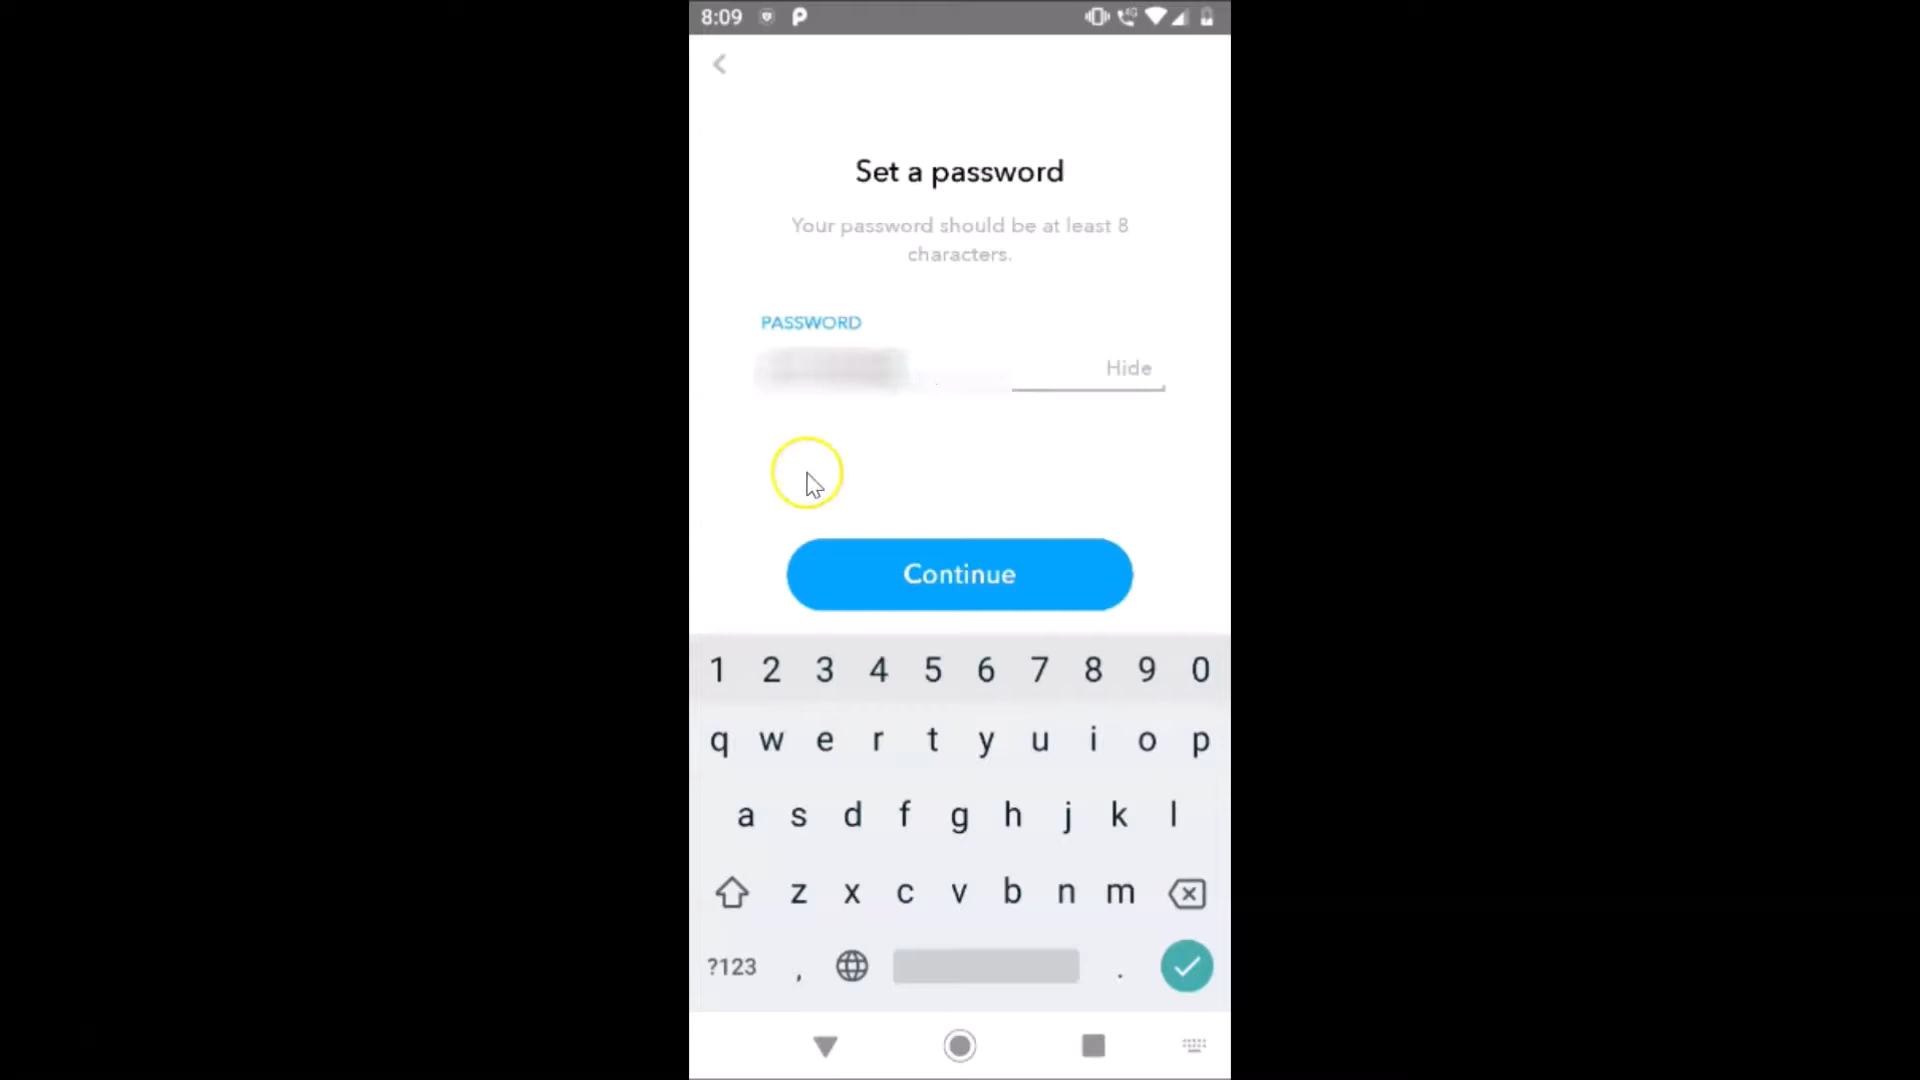 8:09
4G
Set a password
Your password should be at least 8
characters.
PASSWORD
Hide
Continue
1 2 3 4 5 6 7 8 9 0
q w e r t y u i o p
a s d f g h j k l
z x c v b n m
?123 , .